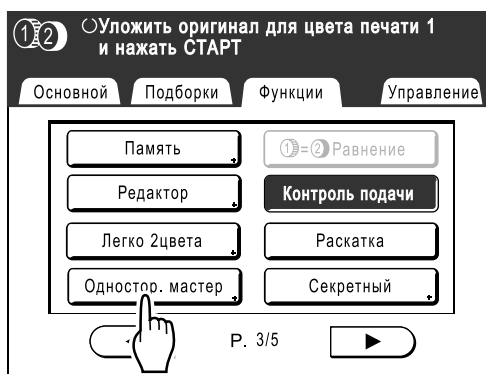 ①② Уложить оригинал для цвета печати 1
и нажать СТАРТ
Основной Подборки Функции Управление
Память ①=② Равнение
Редактор Контроль подачи
Легко 2цвета Раскатка
Одностор. мастер Секретный
P. 3/5